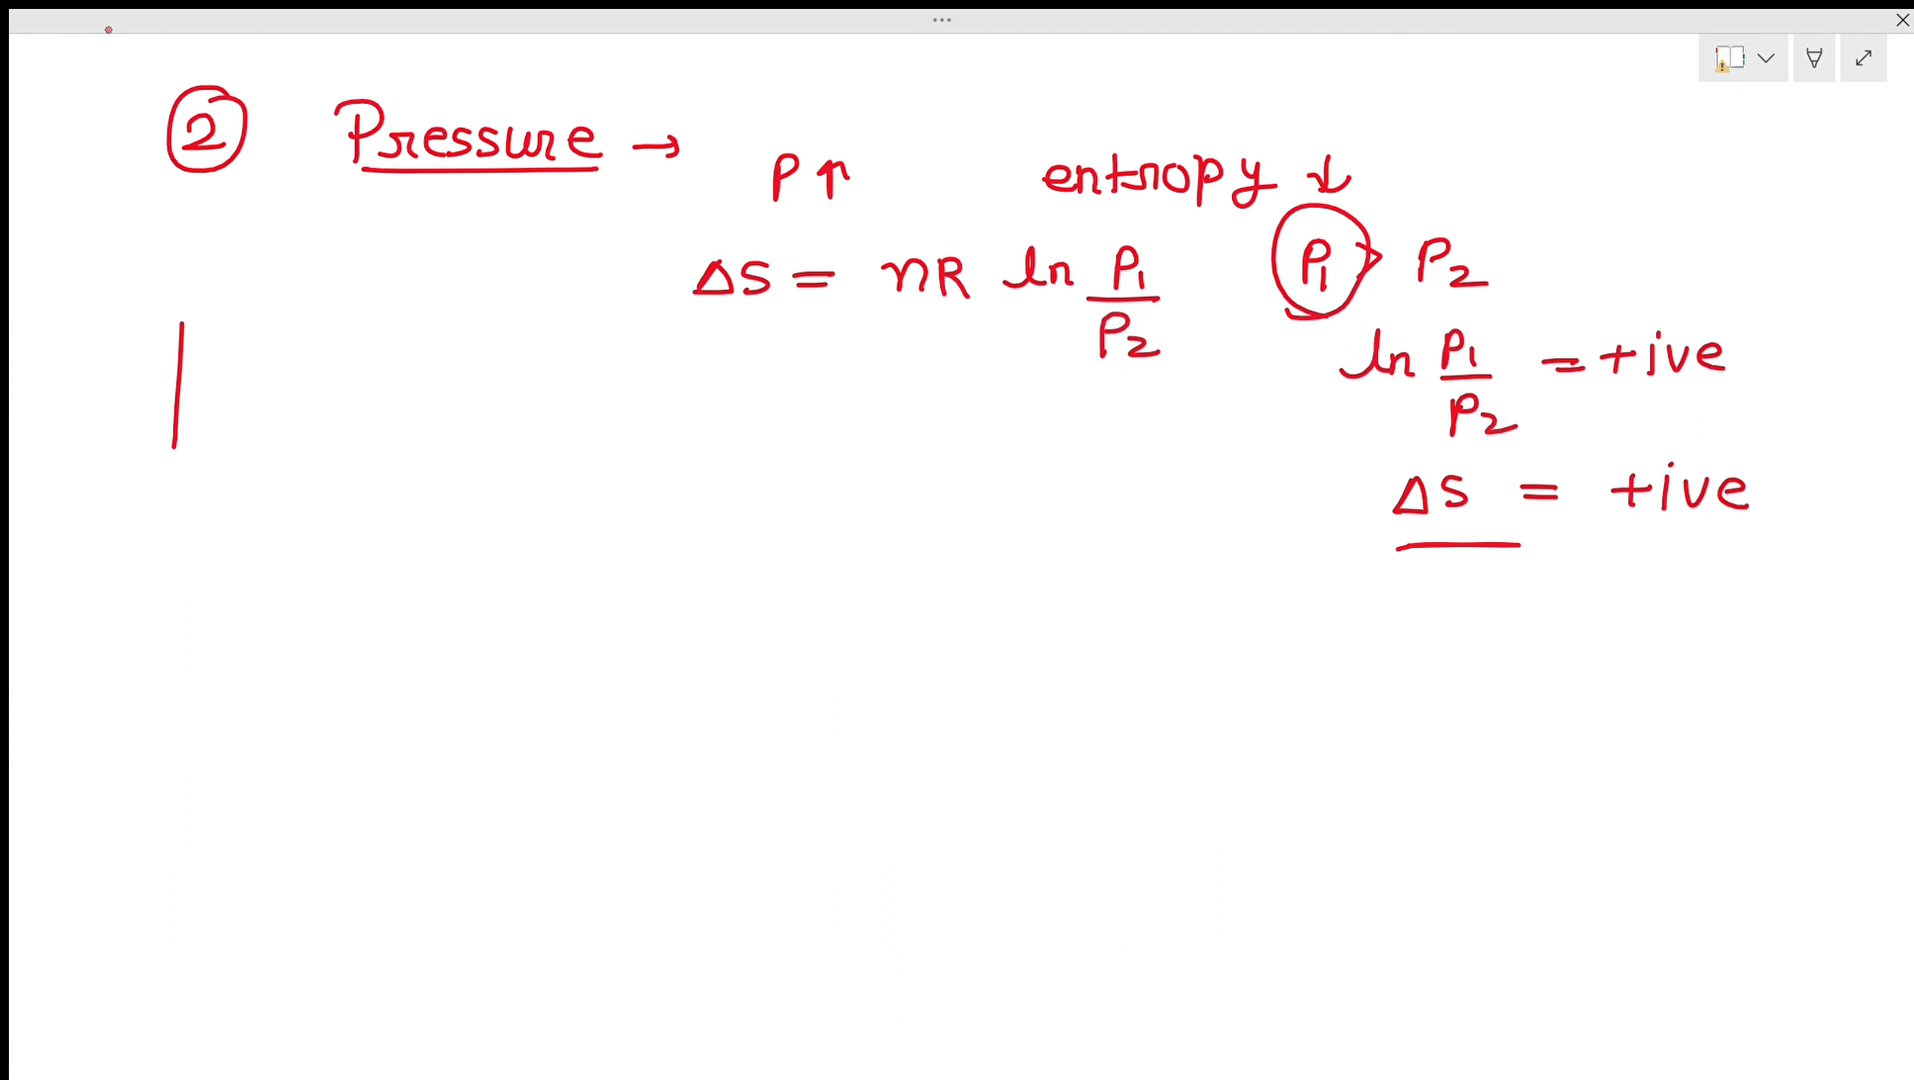 ② Pressure → P↑ entropy ↓
ΔS = nR ln P₁/P₂ P₁ > P₂
ln P₁/P₂ = +ive
ΔS = +ive